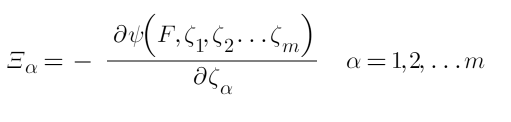 Ξ_α = − ∂ψ(F, ζ_1, ζ_2 . . . ζ_m) / ∂ζ_α   α = 1,2, . . . m